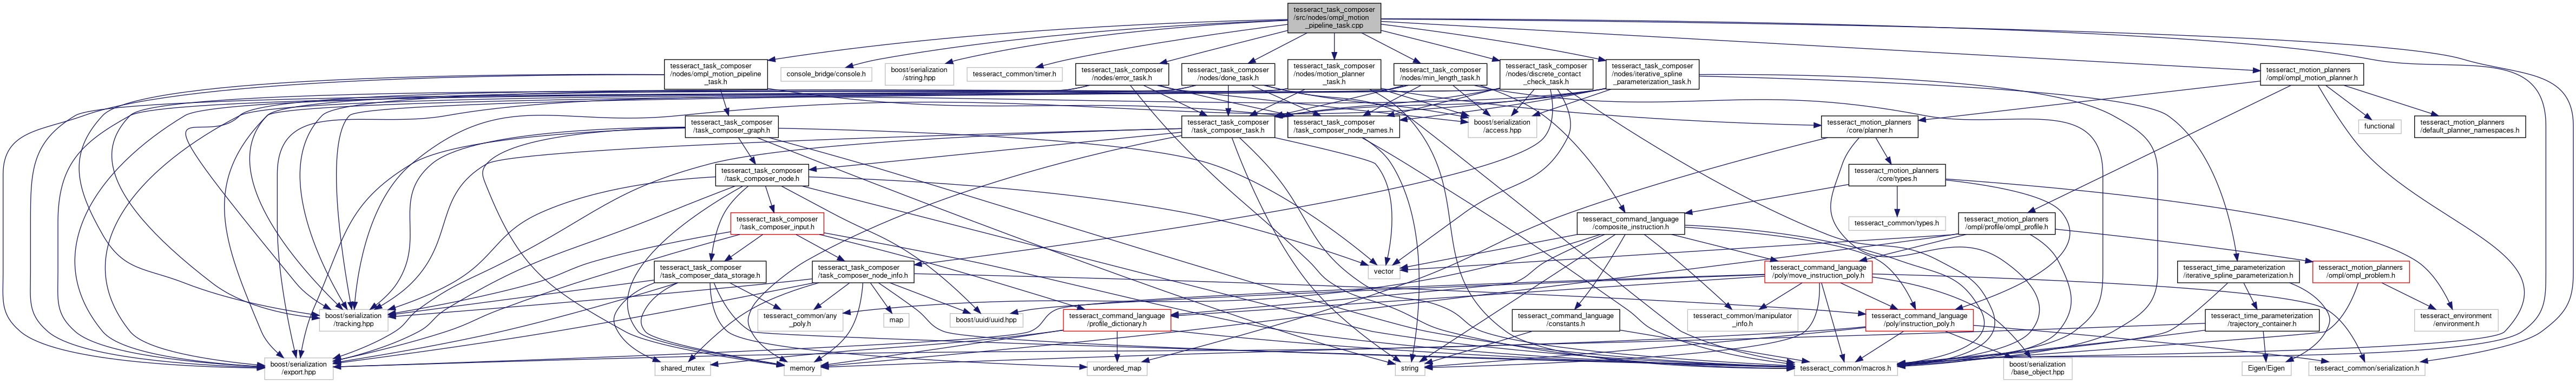 tesseract_task_composer
/src/nodes/ompl_motion
_pipeline_task.cpp
tesseract_task_composer
/nodes/ompl_motion_pipeline
_task.h
console_bridge/console.h
boost/serialization
/string.hpp
tesseract_common/timer.h
tesseract_task_composer
/nodes/error_task.h
tesseract_task_composer
/nodes/done_task.h
tesseract_task_composer
/nodes/motion_planner
_task.h
tesseract_task_composer
/nodes/min_length_task.h
tesseract_task_composer
/nodes/discrete_contact
_check_task.h
tesseract_task_composer
/nodes/iterative_spline
_parameterization_task.h
tesseract_motion_planners
/ompl/ompl_motion_planner.h
tesseract_task_composer
/task_composer_graph.h
tesseract_task_composer
/task_composer_task.h
tesseract_task_composer
/task_composer_node_names.h
boost/serialization
/access.hpp
tesseract_motion_planners
/core/planner.h
functional
tesseract_motion_planners
/default_planner_namespaces.h
tesseract_task_composer
/task_composer_node.h
tesseract_motion_planners
/core/types.h
tesseract_task_composer
/task_composer_input.h
tesseract_command_language
/composite_instruction.h
tesseract_common/types.h
tesseract_motion_planners
/ompl/profile/ompl_profile.h
tesseract_task_composer
/task_composer_data_storage.h
tesseract_task_composer
/task_composer_node_info.h
vector
tesseract_command_language
/poly/move_instruction_poly.h
tesseract_time_parameterization
/iterative_spline_parameterization.h
tesseract_motion_planners
/ompl/ompl_problem.h
boost/serialization
/tracking.hpp
tesseract_common/any
_poly.h
map
boost/uuid/uuid.hpp
tesseract_command_language
/profile_dictionary.h
tesseract_command_language
/constants.h
tesseract_common/manipulator
_info.h
tesseract_command_language
/poly/instruction_poly.h
tesseract_time_parameterization
/trajectory_container.h
tesseract_environment
/environment.h
boost/serialization
/export.hpp
shared_mutex
memory
unordered_map
string
tesseract_common/macros.h
boost/serialization
/base_object.hpp
Eigen/Eigen
tesseract_common/serialization.h